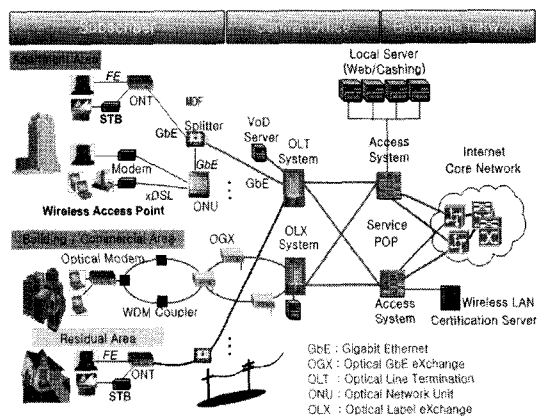 Subscriber
Backbone Network
Apartment Area
FE
ONT
STB
MDF
Splitter
GbE
GbE
GbE
Modem
xDSL
ONU
Wireless Access Point
VoD
Server
OLT
System
Local Server
(Web/Cashing)
Access
System
Internet
Core Network
Service
POP
Building / Commercial Area
Optical Modem
OGX
OLX
System
WDM Coupler
Access
System
Wireless LAN
Certification Server
Residual Area
FE
ONT
STB
GbE : Gigabit Ethernet
OGX : Optical GbE eXchange
OLT : Optical Line Termination
ONU : Optical Network Unit
OLX : Optical Label eXchange